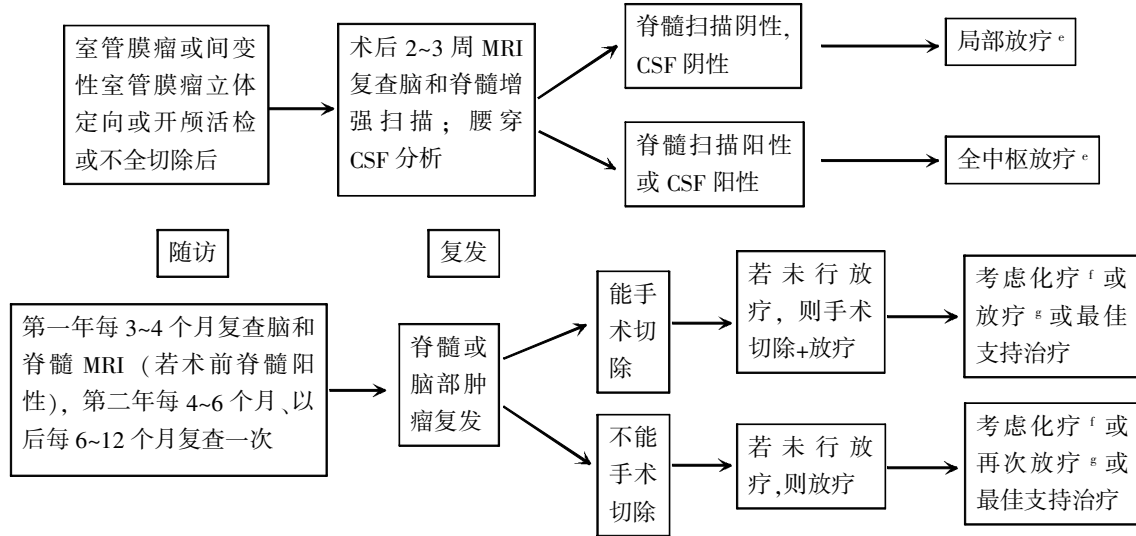 室管膜瘤或间变
性室管膜瘤立体
定向或开颅活检
或不全切除后
术后 2~3 周 MRI
复查脑和脊髓增
强扫描；腰穿
CSF 分析
脊髓扫描阴性，
CSF 阴性
局部放疗 e
脊髓扫描阳性
或 CSF 阳性
全中枢放疗 e
随访
复发
第一年每 3~4 个月复查脑和
脊髓 MRI（若术前脊髓阳
性），第二年每 4~6 个月、以
后每 6~12 个月复查一次
脊髓或
脑部肿
瘤复发
能手
术切
除
若未行放
疗，则手术
切除+放疗
考虑化疗 f 或
放疗 g 或最佳
支持治疗
不能
手术
切除
若未行放
疗,则放疗
考虑化疗 f 或
再次放疗 g 或
最佳支持治疗